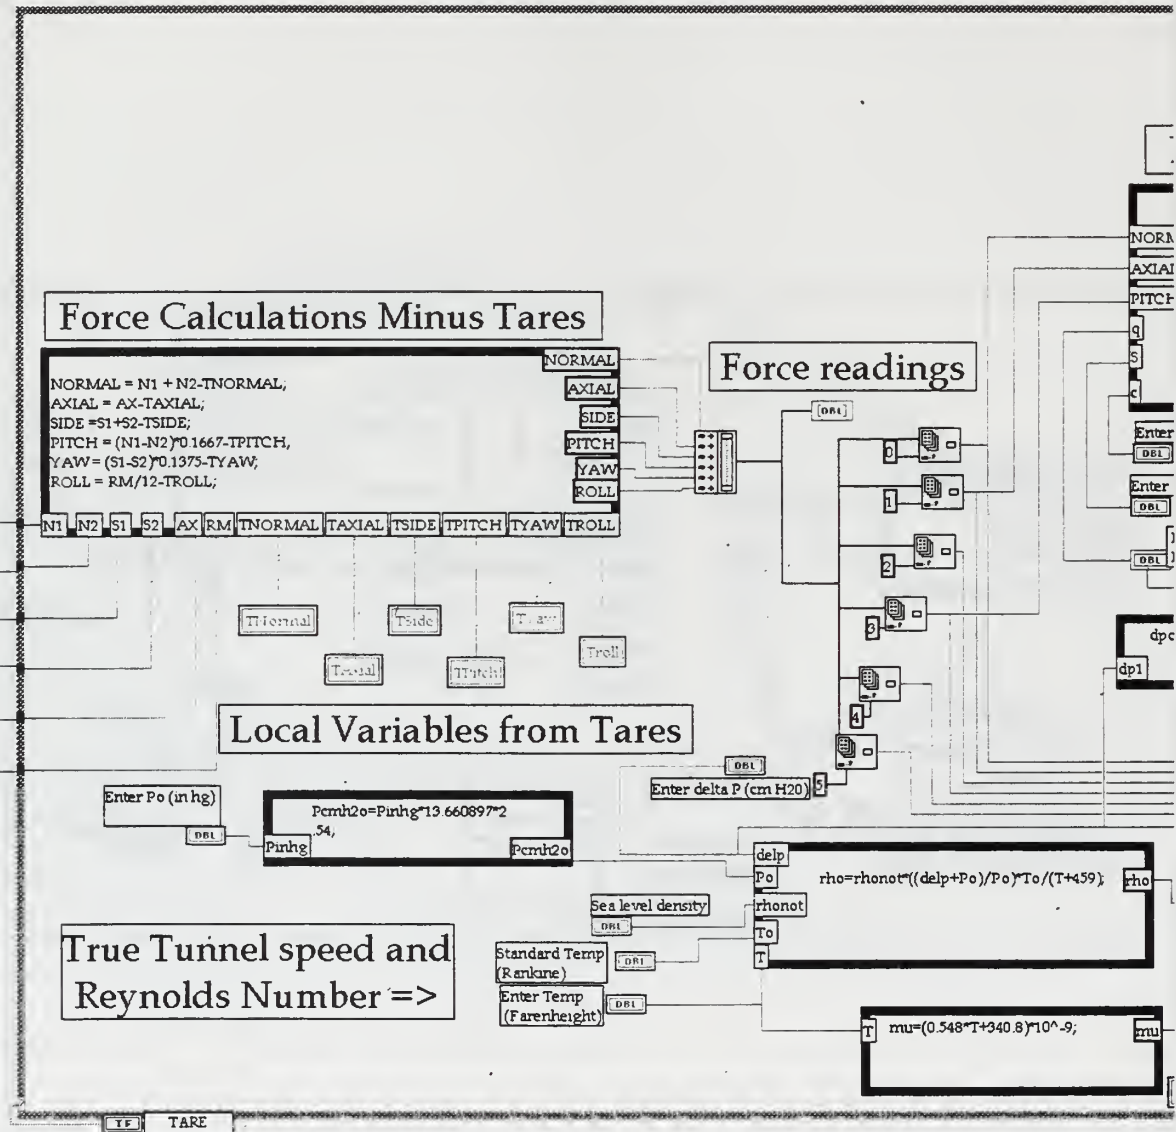 Force Calculations Minus Tares
NORMAL = N1 + N2-TNORMAL;
AXIAL = AX-TAXIAL;
SIDE =S1+S2-TSIDE;
PITCH = (N1-N2)*0.1667-TPITCH,
YAW = (S1-S2)*0.1375-TYAW;
ROLL = RM/12-TROLL;
NORMAL
AXIAL
SIDE
PITCH
YAW
ROLL
N1 N2 S1 S2 AX RM TNORMAL TAXIAL TSIDE TPITCH TYAW TROLL
TNormal
TSide
TYaw
TAxial
TPitch
TRoll
Force readings
[DBL]
0
1
2
3
4
5
NORM
AXIAL
PITCH
q
S
c
Enter
DBL
Enter
DBL
DBL
dpc
dp1
Local Variables from Tares
DBL
Enter delta P (cm H20)
Enter Po (in hg)
DBL
Pcmh2o=Pinhg*13.660897*2
.54;
Pinhg
Pcmh2o
delp
Po
rhonot
To
T
rho=rhonot*((delp+Po)/Po)*To/(T+459);
rho
Sea level density
DBL
Standard Temp
(Rankine)
DBL
Enter Temp
(Farenheight)
DBL
True Tunnel speed and
Reynolds Number =>
T
mu=(0.548*T+340.8)*10^-9;
mu
TF
TARE